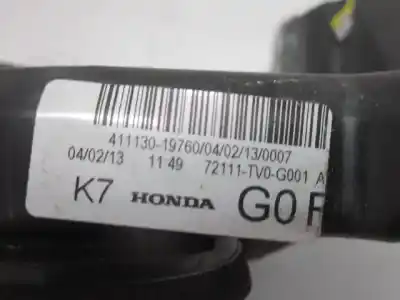 411130-19760/04/02/13/0007
04/02/13 11:49 72111-TV0-G001 A
K7 HONDA G0